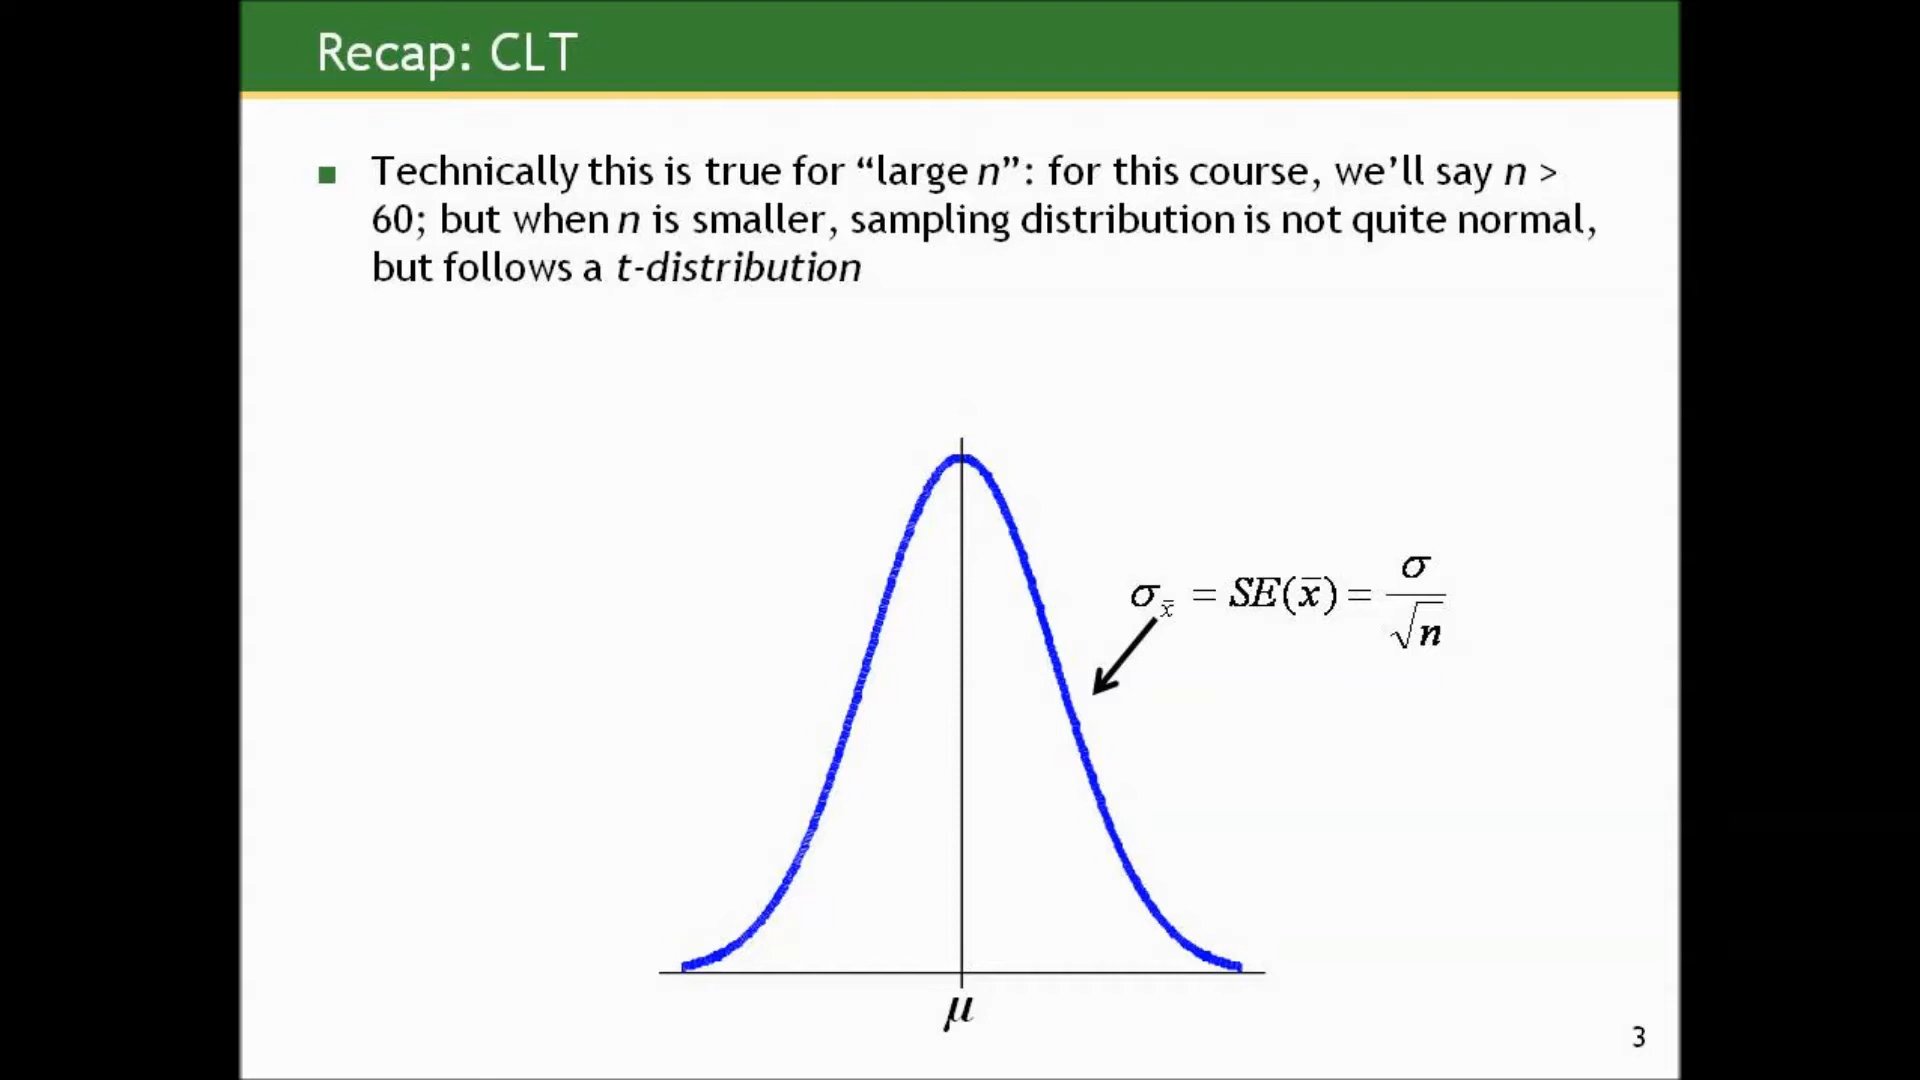 Recap: CLT
Technically this is true for “large n”: for this course, we’ll say n >
60; but when n is smaller, sampling distribution is not quite normal,
but follows a t-distribution
σ_x̄ = SE(x̄) = σ/√n
μ
3